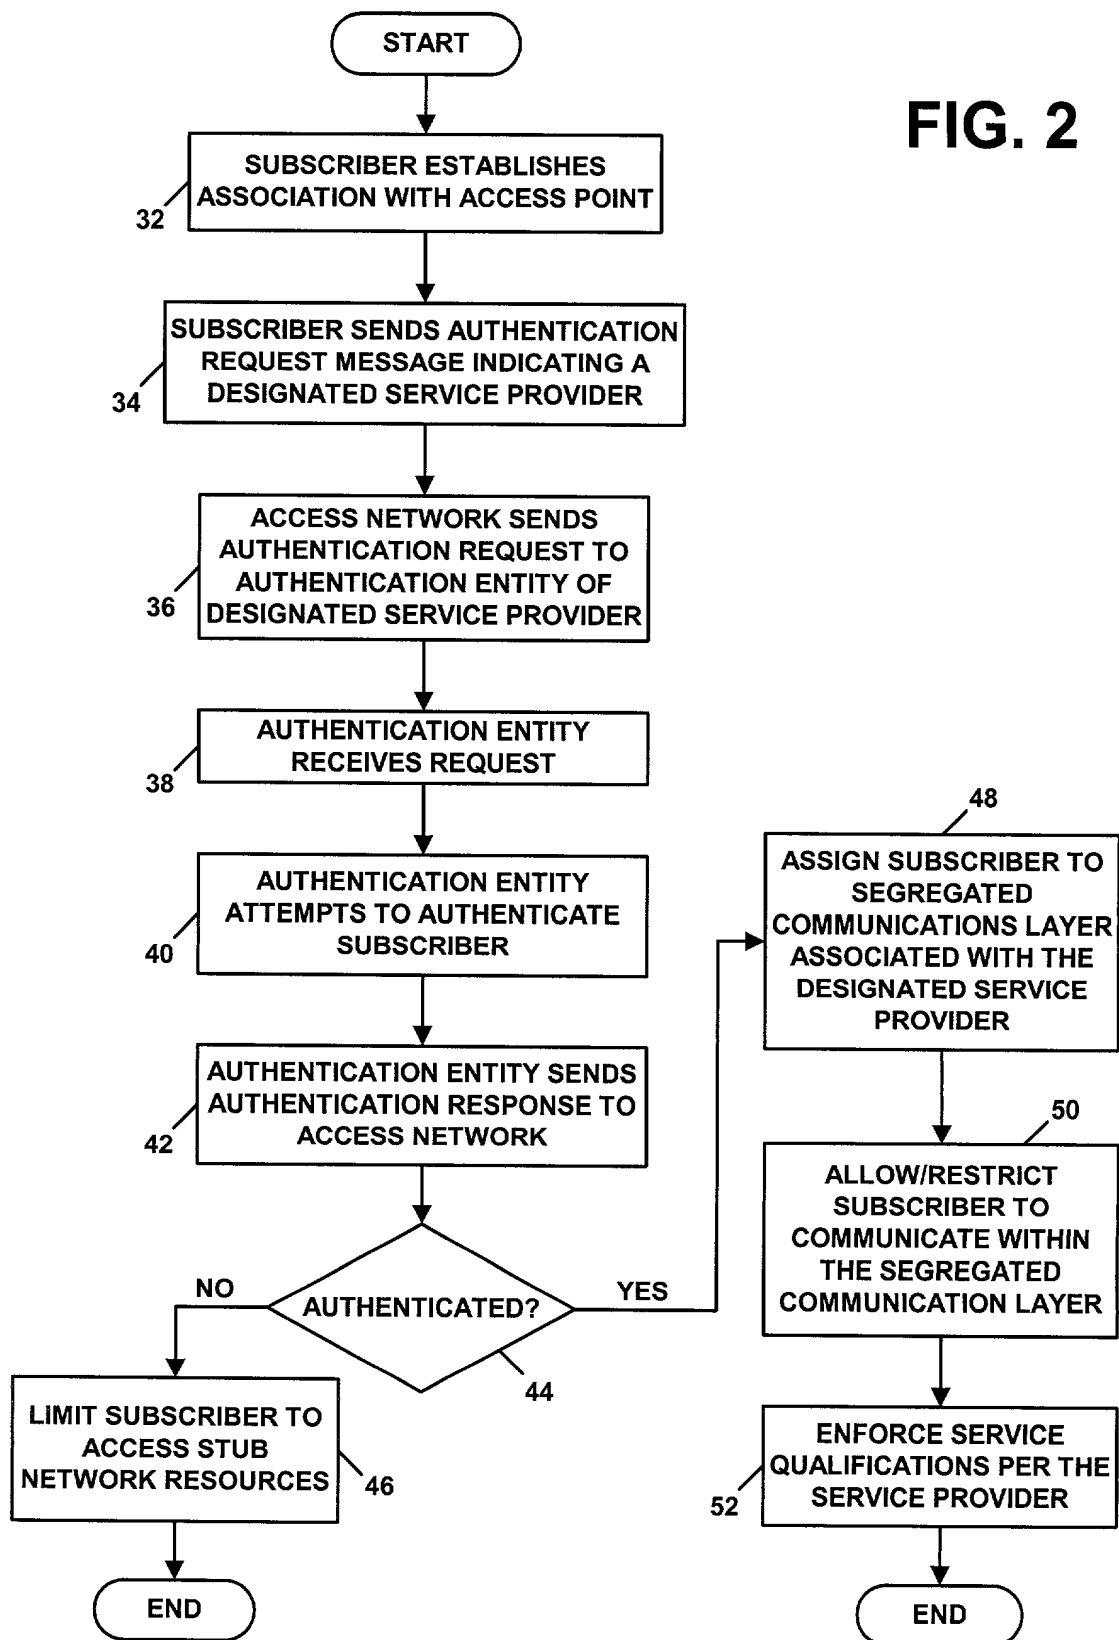 START
FIG. 2
SUBSCRIBER ESTABLISHES
ASSOCIATION WITH ACCESS POINT
32
SUBSCRIBER SENDS AUTHENTICATION
REQUEST MESSAGE INDICATING A
DESIGNATED SERVICE PROVIDER
34
ACCESS NETWORK SENDS
AUTHENTICATION REQUEST TO
AUTHENTICATION ENTITY OF
DESIGNATED SERVICE PROVIDER
36
AUTHENTICATION ENTITY
RECEIVES REQUEST
38
AUTHENTICATION ENTITY
ATTEMPTS TO AUTHENTICATE
SUBSCRIBER
40
AUTHENTICATION ENTITY SENDS
AUTHENTICATION RESPONSE TO
ACCESS NETWORK
42
AUTHENTICATED?
44
NO
YES
LIMIT SUBSCRIBER TO
ACCESS STUB
NETWORK RESOURCES
46
END
48
ASSIGN SUBSCRIBER TO
SEGREGATED
COMMUNICATIONS LAYER
ASSOCIATED WITH THE
DESIGNATED SERVICE
PROVIDER
50
ALLOW/RESTRICT
SUBSCRIBER TO
COMMUNICATE WITHIN
THE SEGREGATED
COMMUNICATION LAYER
ENFORCE SERVICE
QUALIFICATIONS PER THE
SERVICE PROVIDER
52
END